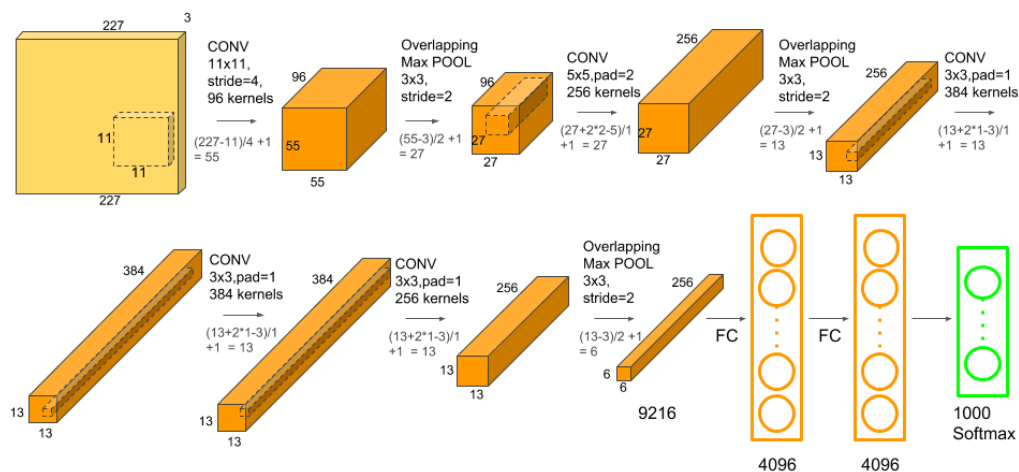 227
3
11
11
227
CONV
11x11,
stride=4,
96 kernels
(227-11)/4 +1
= 55
96
55
55
Overlapping
Max POOL
3x3,
stride=2
(55-3)/2 +1
= 27
96
27
27
CONV
5x5,pad=2
256 kernels
(27+2*2-5)/1
+1 = 27
256
27
27
Overlapping
Max POOL
3x3,
stride=2
(27-3)/2 +1
= 13
256
13
13
CONV
3x3,pad=1
384 kernels
(13+2*1-3)/1
+1 = 13
384
13
13
CONV
3x3,pad=1
384 kernels
(13+2*1-3)/1
+1 = 13
384
13
13
CONV
3x3,pad=1
256 kernels
(13+2*1-3)/1
+1 = 13
256
13
13
Overlapping
Max POOL
3x3,
stride=2
(13-3)/2 +1
= 6
256
6
6
9216
FC
4096
FC
4096
1000
Softmax